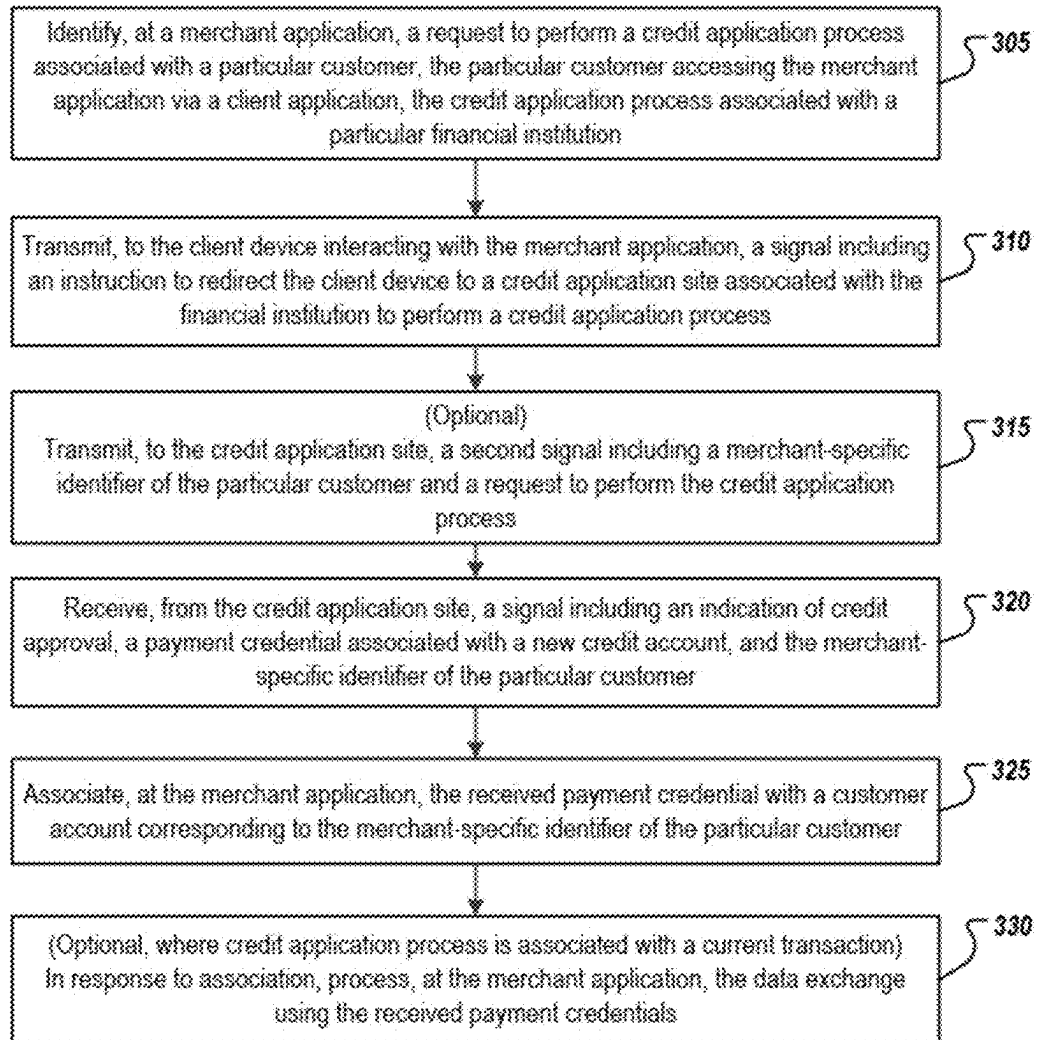 Identify, at a merchant application, a request to perform a credit application process
associated with a particular customer, the particular customer accessing the merchant
application via a client application, the credit application process associated with a
particular financial institution
305
Transmit, to the client device interacting with the merchant application, a signal including
an instruction to redirect the client device to a credit application site associated with the
financial institution to perform a credit application process
310
(Optional)
Transmit, to the credit application site, a second signal including a merchant-specific
identifier of the particular customer and a request to perform the credit application
process
315
Receive, from the credit application site, a signal including an indication of credit
approval, a payment credential associated with a new credit account, and the merchant-
specific identifier of the particular customer
320
Associate, at the merchant application, the received payment credential with a customer
account corresponding to the merchant-specific identifier of the particular customer
325
(Optional, where credit application process is associated with a current transaction)
In response to association, process, at the merchant application, the data exchange
using the received payment credentials
330